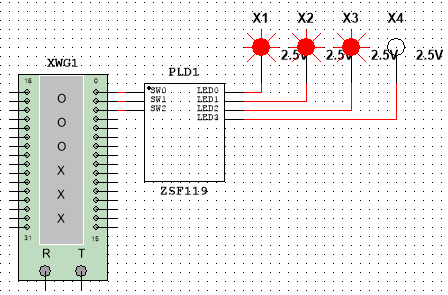 X1 X2 X3 X4
2.5V 2.5V 2.5V 2.5V
XWG1
PLD1
16 0
O
O
O
X
X
X
31 15
R T
SW0 LED0
SW1 LED1
SW2 LED2
LED3
ZSF119